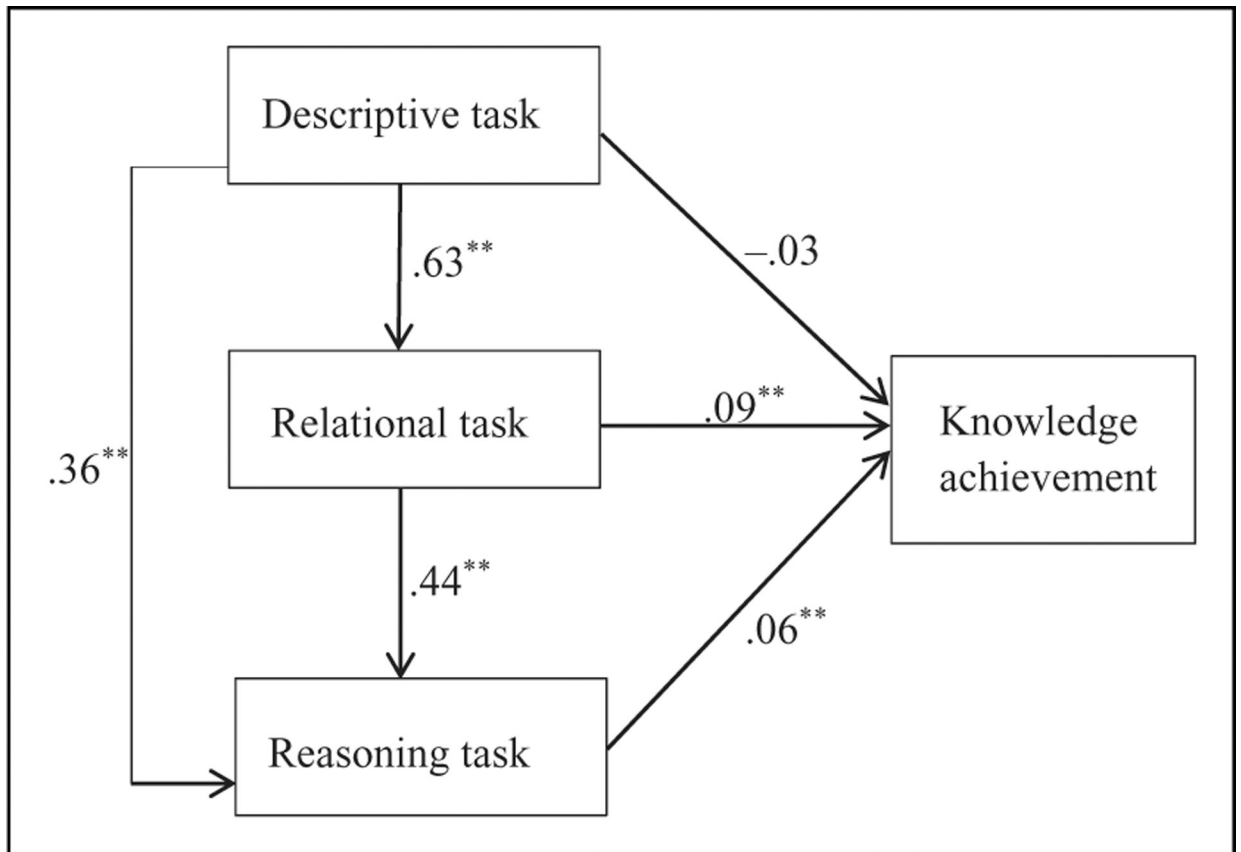 Descriptive task
.63**
–.03
Relational task
.09**
Knowledge
achievement
.36**
.44**
.06**
Reasoning task